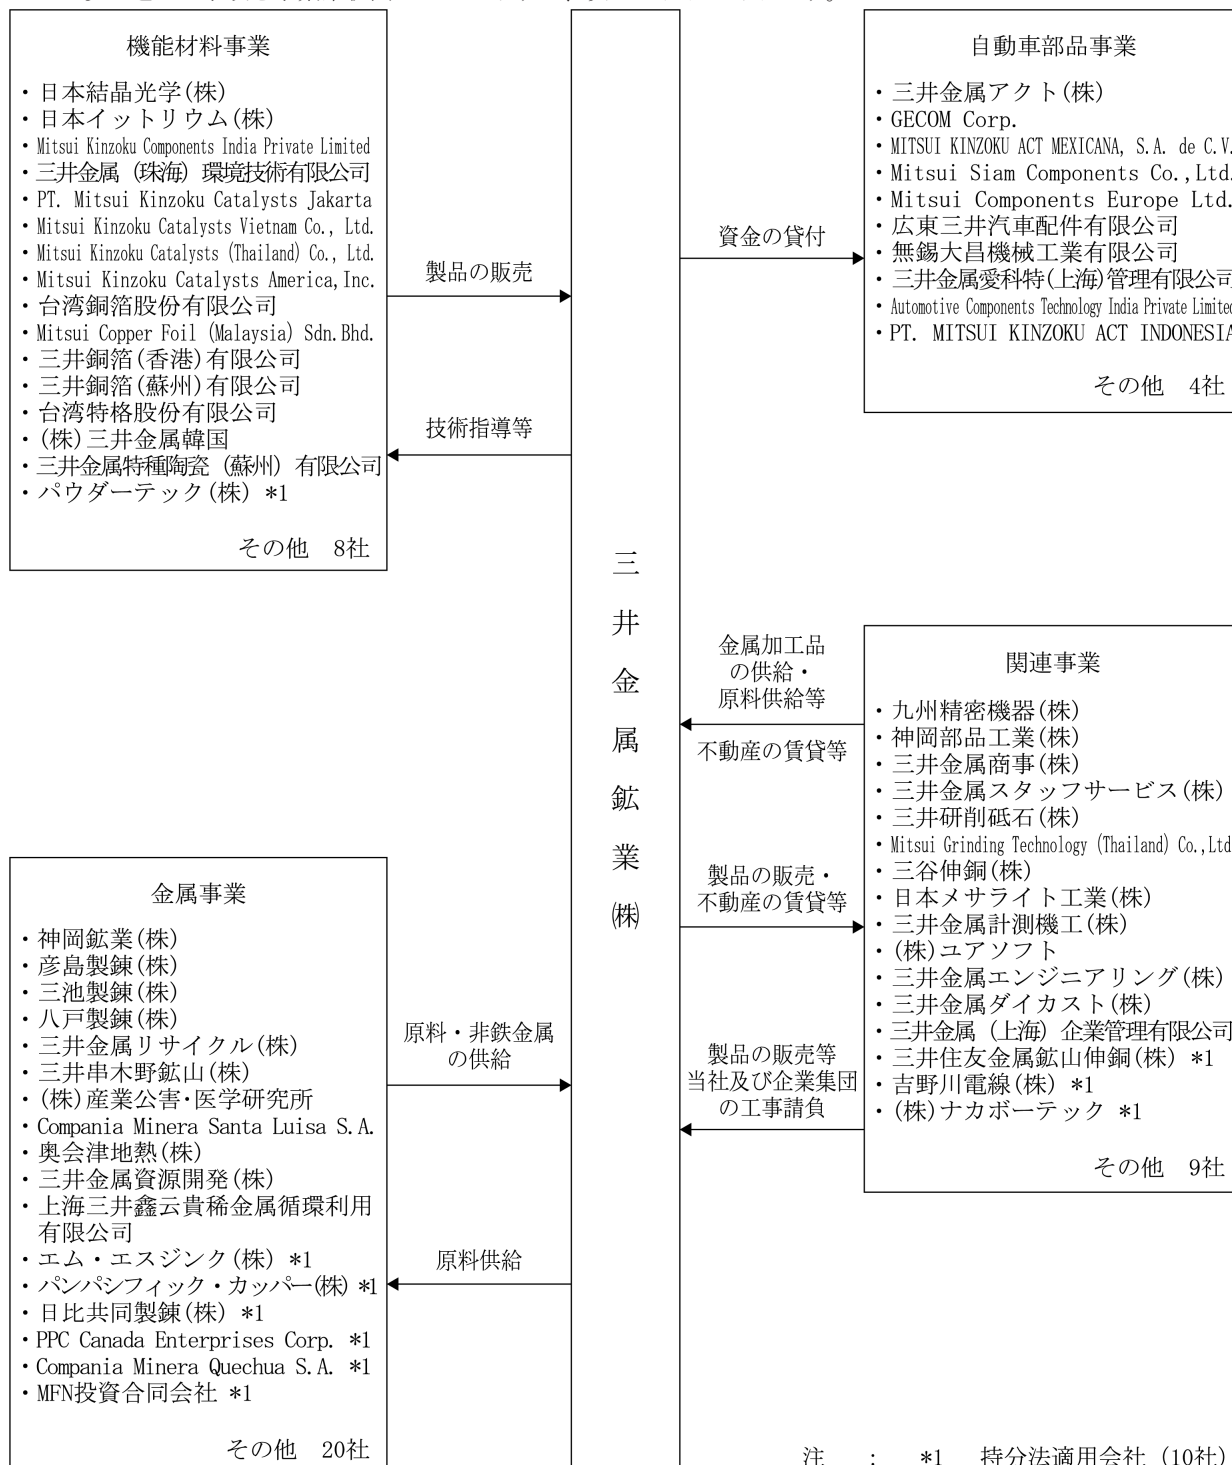 機能材料事業
・日本結晶光学(株)
・日本イットリウム(株)
・Mitsui Kinzoku Components India Private Limited
・三井金属（珠海）環境技術有限公司
・PT. Mitsui Kinzoku Catalysts Jakarta
・Mitsui Kinzoku Catalysts Vietnam Co., Ltd.
・Mitsui Kinzoku Catalysts (Thailand) Co., Ltd.
・Mitsui Kinzoku Catalysts America,Inc.
・台湾銅箔股份有限公司
・Mitsui Copper Foil (Malaysia) Sdn.Bhd.
・三井銅箔(香港)有限公司
・三井銅箔(蘇州)有限公司
・台湾特格股份有限公司
・(株)三井金属韓国
・三井金属特種陶瓷（蘇州）有限公司
・パウダーテック(株) *1
その他　8社
製品の販売
技術指導等
金属事業
・神岡鉱業(株)
・彦島製錬(株)
・三池製錬(株)
・八戸製錬(株)
・三井金属リサイクル(株)
・三井串木野鉱山(株)
・(株)産業公害・医学研究所
・Compania Minera Santa Luisa S.A.
・奥会津地熱(株)
・三井金属資源開発(株)
・上海三井鑫云貴稀金属循環利用
有限公司
・エム・エスジンク(株) *1
・パンパシフィック・カッパー(株) *1
・日比共同製錬(株) *1
・PPC Canada Enterprises Corp. *1
・Compania Minera Quechua S.A. *1
・MFN投資合同会社 *1
その他　20社
原料・非鉄金属
の供給
原料供給
三井金属鉱業㈱
資金の貸付
自動車部品事業
・三井金属アクト(株)
・GECOM Corp.
・MITSUI KINZOKU ACT MEXICANA, S.A. de C.V.
・Mitsui Siam Components Co.,Ltd.
・Mitsui Components Europe Ltd.
・広東三井汽車配件有限公司
・無錫大昌機械工業有限公司
・三井金属愛科特(上海)管理有限公司
・Automotive Components Technology India Private Limited
・PT. MITSUI KINZOKU ACT INDONESIA
その他　4社
金属加工品
の供給・
原料供給等
不動産の賃貸等
製品の販売・
不動産の賃貸等
製品の販売等
当社及び企業集団
の工事請負
関連事業
・九州精密機器(株)
・神岡部品工業(株)
・三井金属商事(株)
・三井金属スタッフサービス(株)
・三井研削砥石(株)
・Mitsui Grinding Technology (Thailand) Co.,Ltd
・三谷伸銅(株)
・日本メサライト工業(株)
・三井金属計測機工(株)
・(株)ユアソフト
・三井金属エンジニアリング(株)
・三井金属ダイカスト(株)
・三井金属（上海）企業管理有限公司
・三井住友金属鉱山伸銅(株) *1
・吉野川電線(株) *1
・(株)ナカボーテック *1
その他　9社
注　：　*1　持分法適用会社（10社）